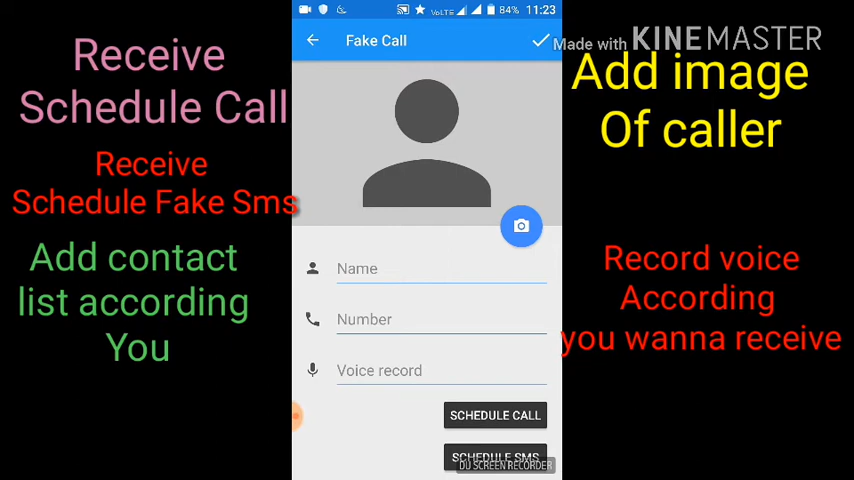 Receive
Schedule Call
Receive
Schedule Fake Sms
Add contact
list according
You
VoLTE 84% 11:23
Fake Call
Name
Number
Voice record
SCHEDULE CALL
SCHEDULE SMS
DU SCREEN RECORDER
Made with KINEMASTER
Add image
Of caller
Record voice
According
you wanna receive